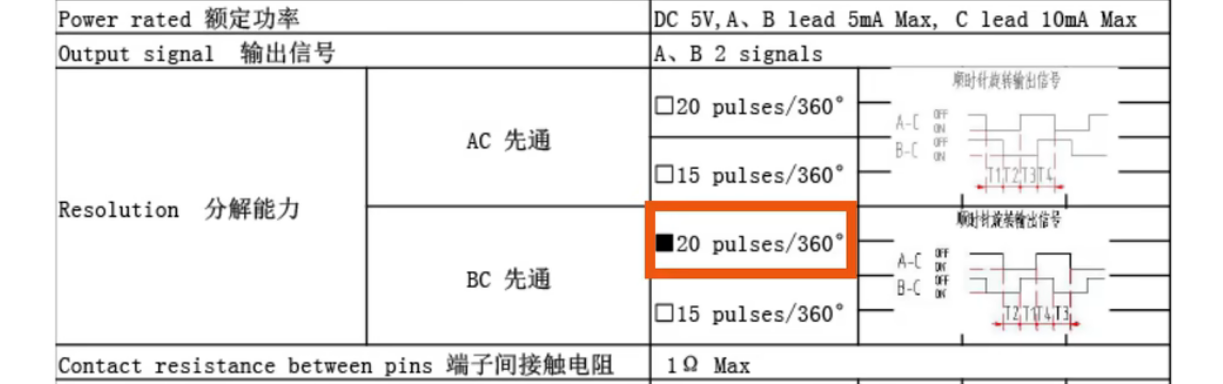 Power rated 额定功率
DC 5V,A、B lead 5mA Max, C lead 10mA Max
Output signal 输出信号
A、B 2 signals
Resolution 分解能力
AC 先通
□20 pulses/360°
□15 pulses/360°
顺时针旋转输出信号
A-C OFF
ON
B-C OFF
ON
T1 T2 T3 T4
BC 先通
■20 pulses/360°
□15 pulses/360°
顺时针旋转输出信号
A-C OFF
ON
B-C OFF
ON
T2 T1 T4 T3
Contact resistance between pins 端子间接触电阻
1Ω Max